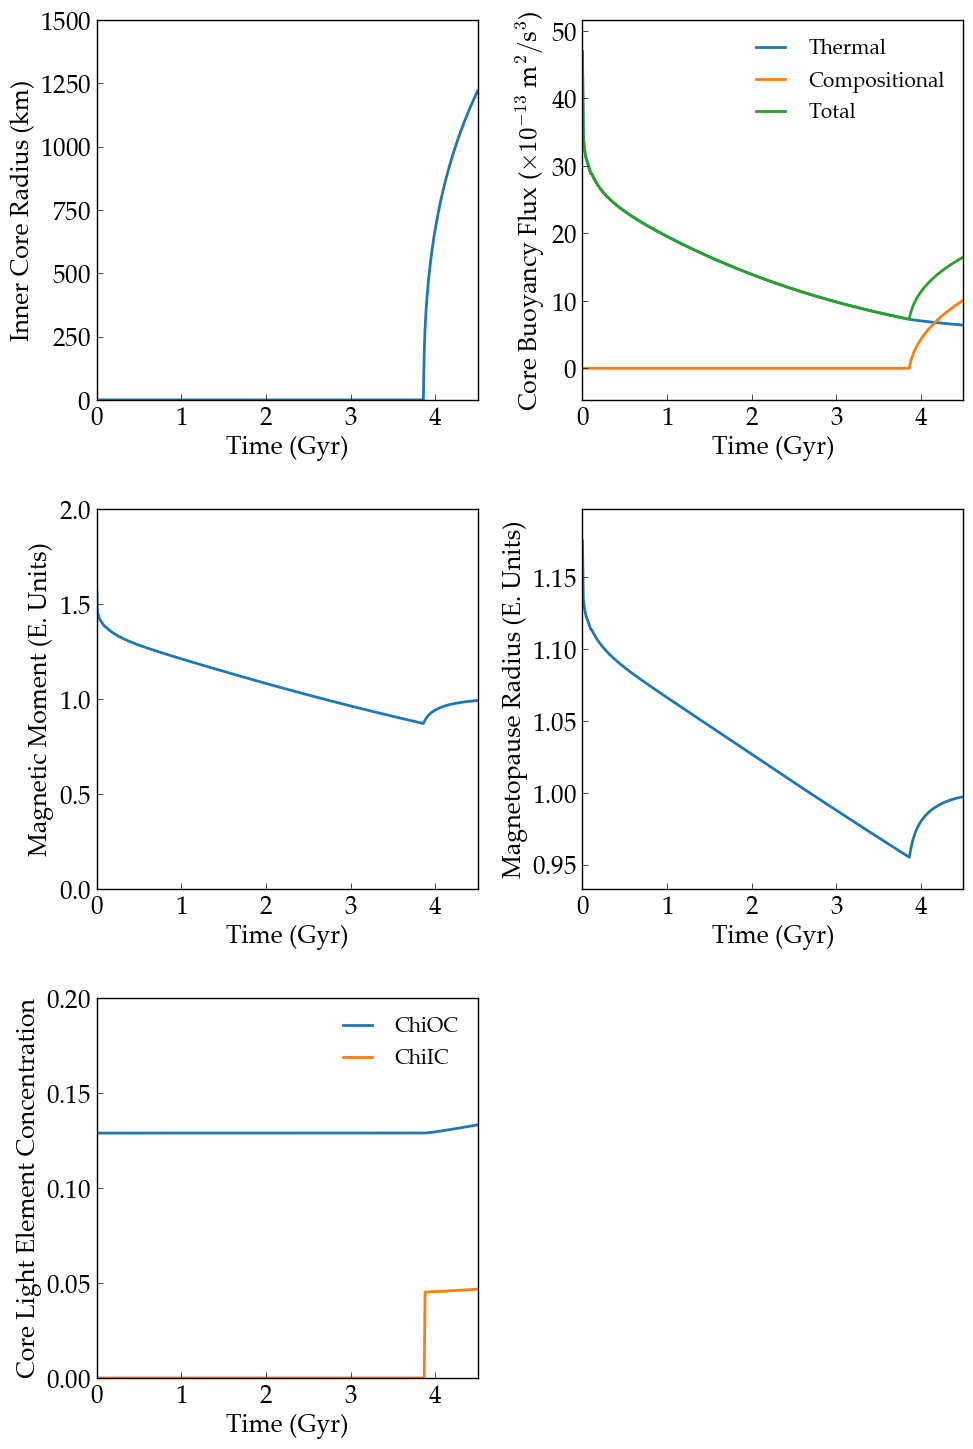 Inner Core Radius (km)
1500
1250
1000
750
500
250
0
0 1 2 3 4
Time (Gyr)
Core Buoyancy Flux (×10⁻¹³ m²/s³)
50
40
30
20
10
0
Thermal
Compositional
Total
0 1 2 3 4
Time (Gyr)
Magnetic Moment (E. Units)
2.0
1.5
1.0
0.5
0.0
0 1 2 3 4
Time (Gyr)
Magnetopause Radius (E. Units)
1.15
1.10
1.05
1.00
0.95
0 1 2 3 4
Time (Gyr)
Core Light Element Concentration
0.20
0.15
0.10
0.05
0.00
ChiOC
ChiIC
0 1 2 3 4
Time (Gyr)